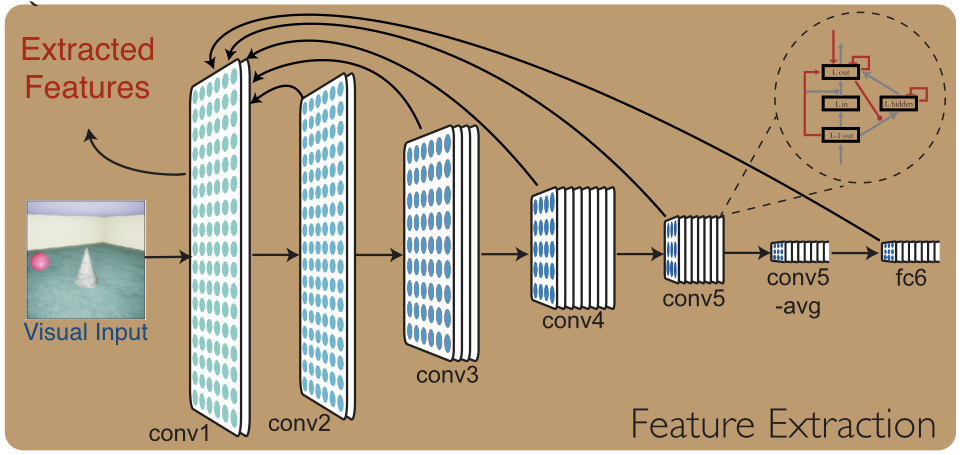 Extracted
Features
L out
L in
L hidden
L-1 out
Visual Input
conv1
conv2
conv3
conv4
conv5
conv5
-avg
fc6
Feature Extraction